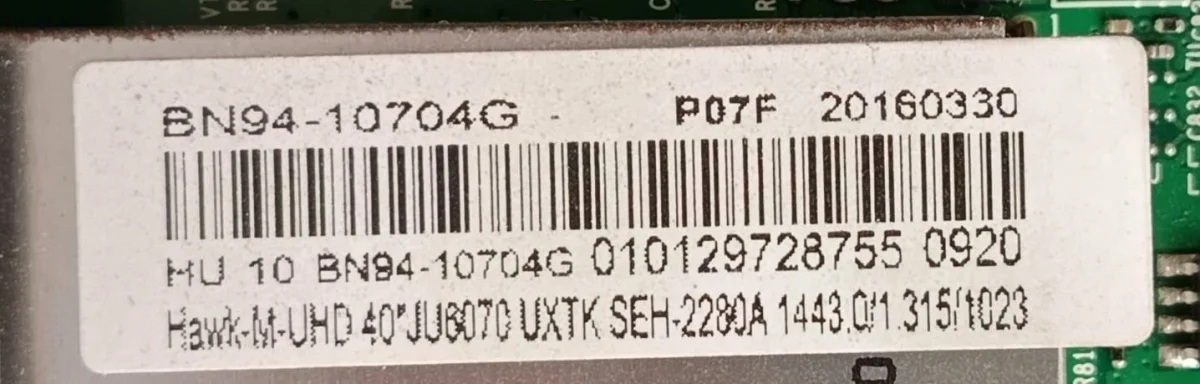 BN94-10704G - P07F 20160330
HU 10 BN94-10704G 010129728755 0920
Hawk-M-UHD 40"JU6070 UXTK SEH-2280A 1443.0/1.315/1023
R81